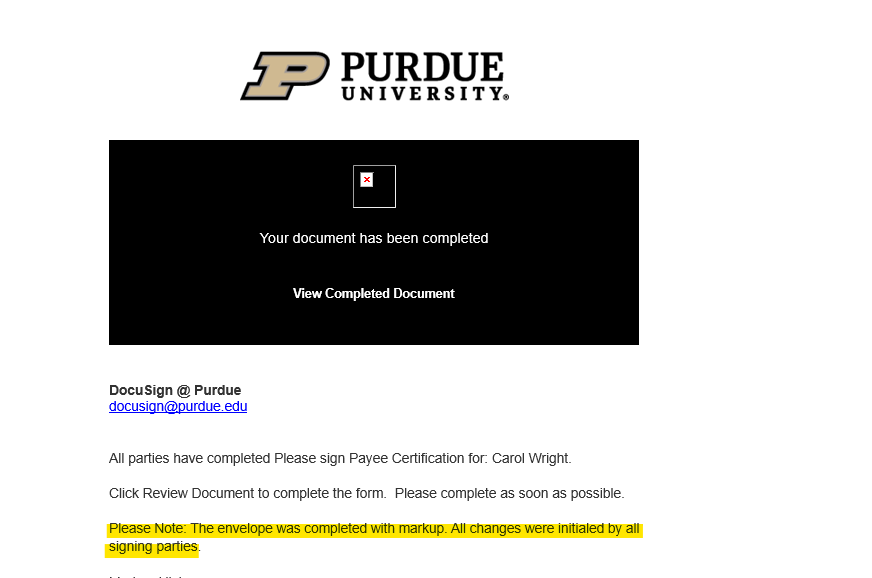 PURDUE
UNIVERSITY®
Your document has been completed
View Completed Document
DocuSign @ Purdue
docusign@purdue.edu
All parties have completed Please sign Payee Certification for: Carol Wright.
Click Review Document to complete the form.  Please complete as soon as possible.
Please Note: The envelope was completed with markup. All changes were initialed by all
signing parties.